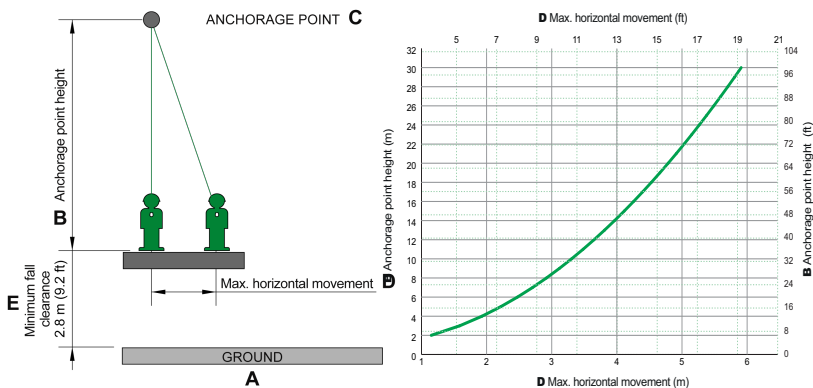 ANCHORAGE POINT C
Anchorage point height
B
Max. horizontal movement D
E
Minimum fall
clearance
2.8 m (9.2 ft)
GROUND
A
D Max. horizontal movement (ft)
5 7 9 11 13 15 17 19 21
32
30
28
26
24
22
20
18
16
14
12
10
8
6
4
2
0
B Anchorage point height (m)
104
96
88
80
72
64
56
48
40
32
24
16
8
0
B Anchorage point height (ft)
1 2 3 4 5 6
D Max. horizontal movement (m)